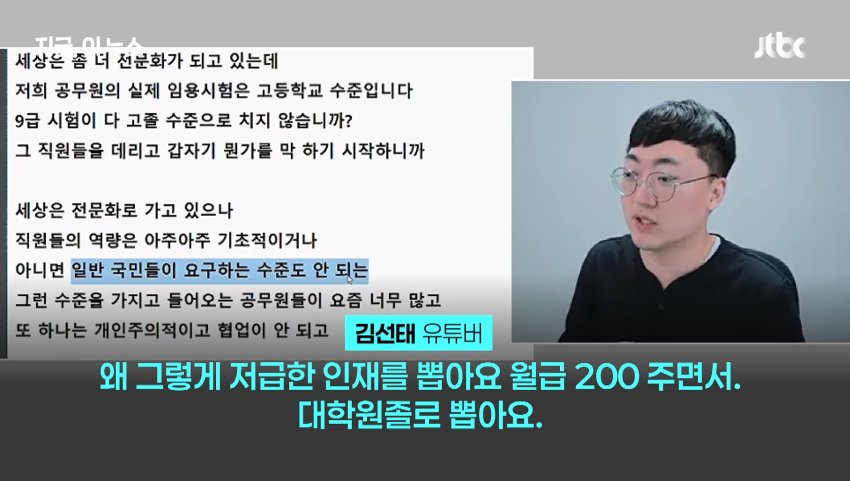 지금 이 뉴스
jtbc
세상은 좀 더 전문화가 되고 있는데
저희 공무원의 실제 임용시험은 고등학교 수준입니다
9급 시험이 다 고졸 수준으로 치지 않습니까?
그 직원들을 데리고 갑자기 뭔가를 막 하기 시작하니까
세상은 전문화로 가고 있으나
직원들의 역량은 아주아주 기초적이거나
아니면 일반 국민들이 요구하는 수준도 안 되는
그런 수준을 가지고 들어오는 공무원들이 요즘 너무 많고
또 하나는 개인주의적이고 협업이 안 되고
김선태 유튜버
왜 그렇게 저급한 인재를 뽑아요 월급 200 주면서.
대학원졸로 뽑아요.